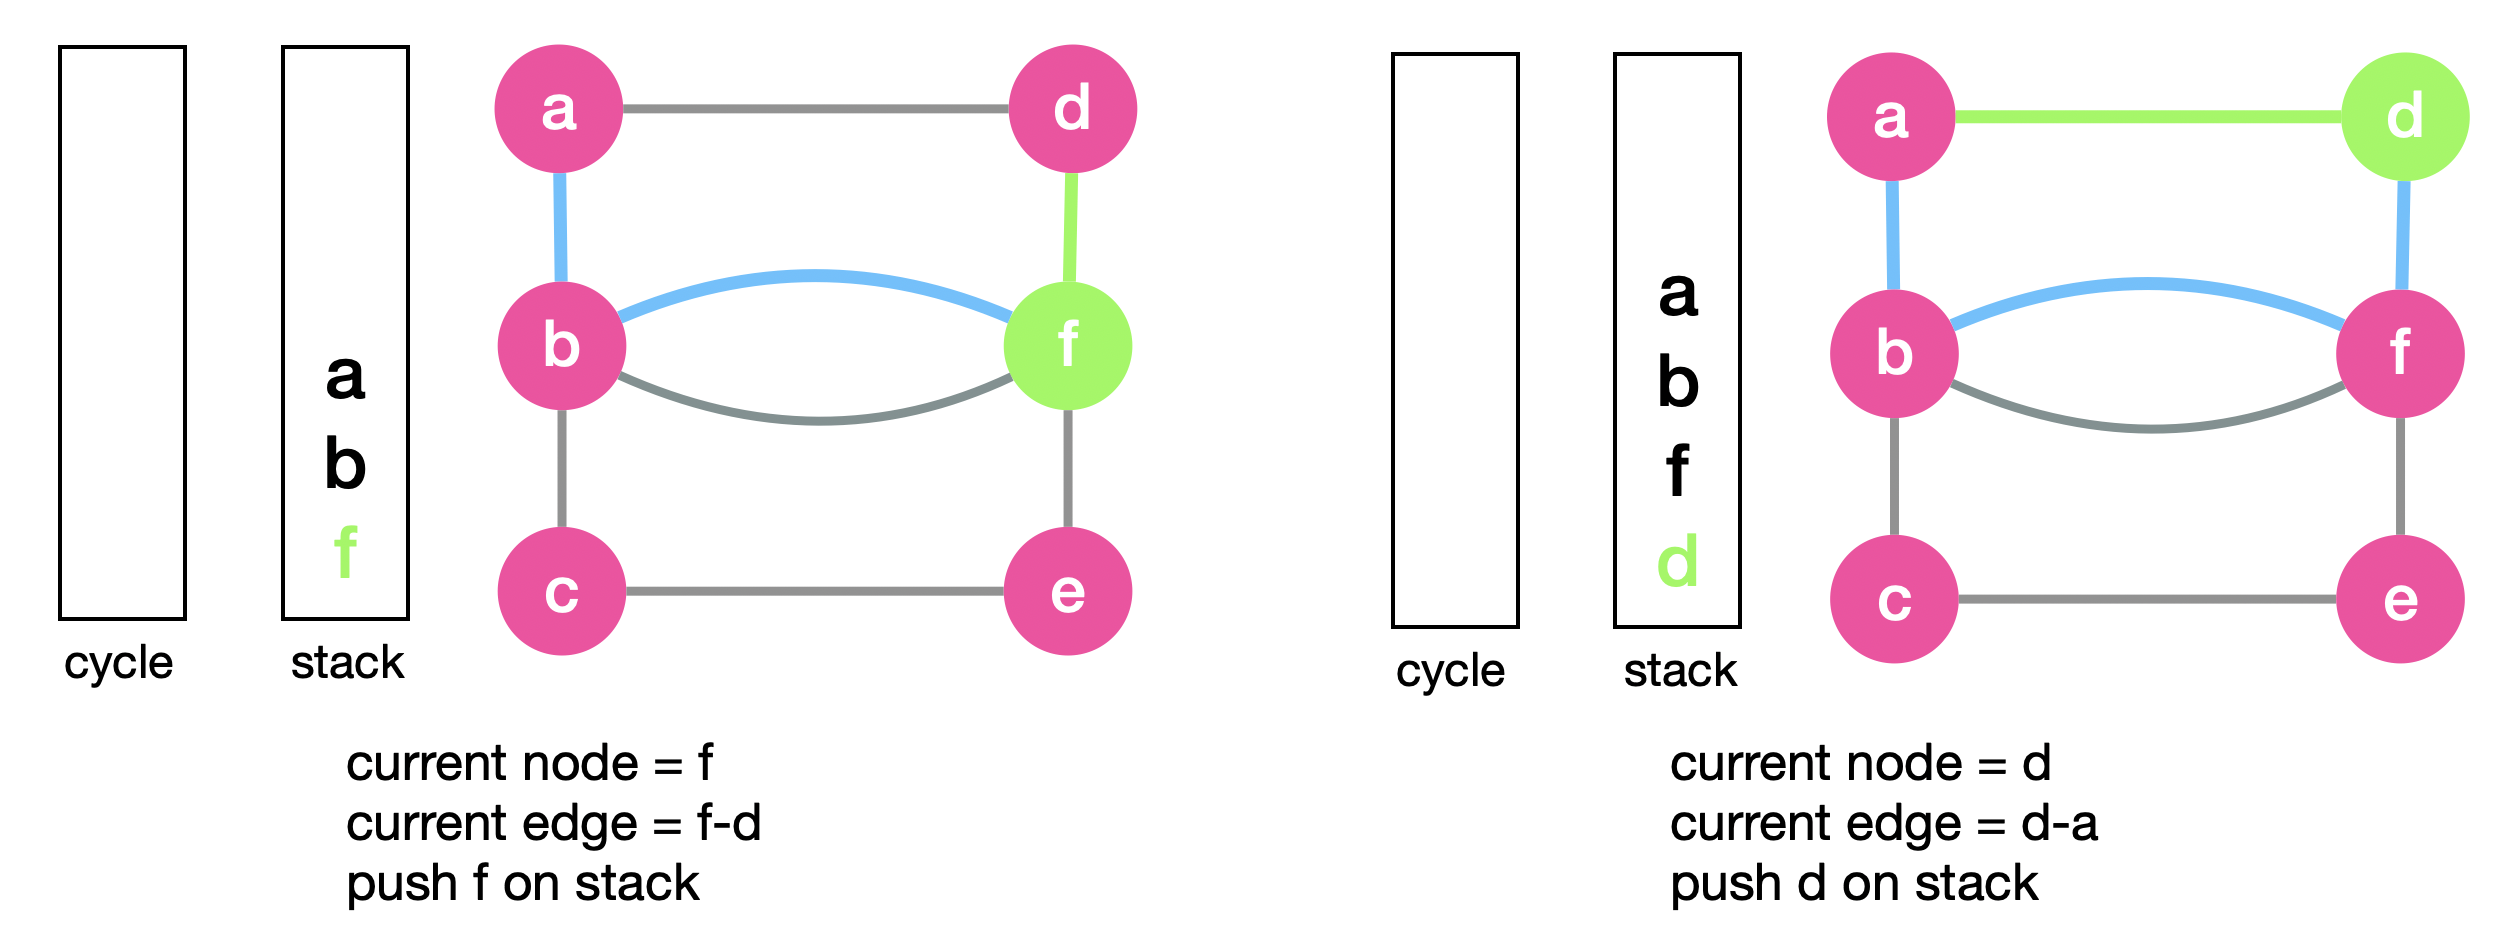 a
d
b
f
c
e
a
b
f
cycle
stack
current node = f
current edge = f-d
push f on stack
a
d
b
f
c
e
a
b
f
d
cycle
stack
current node = d
current edge = d-a
push d on stack